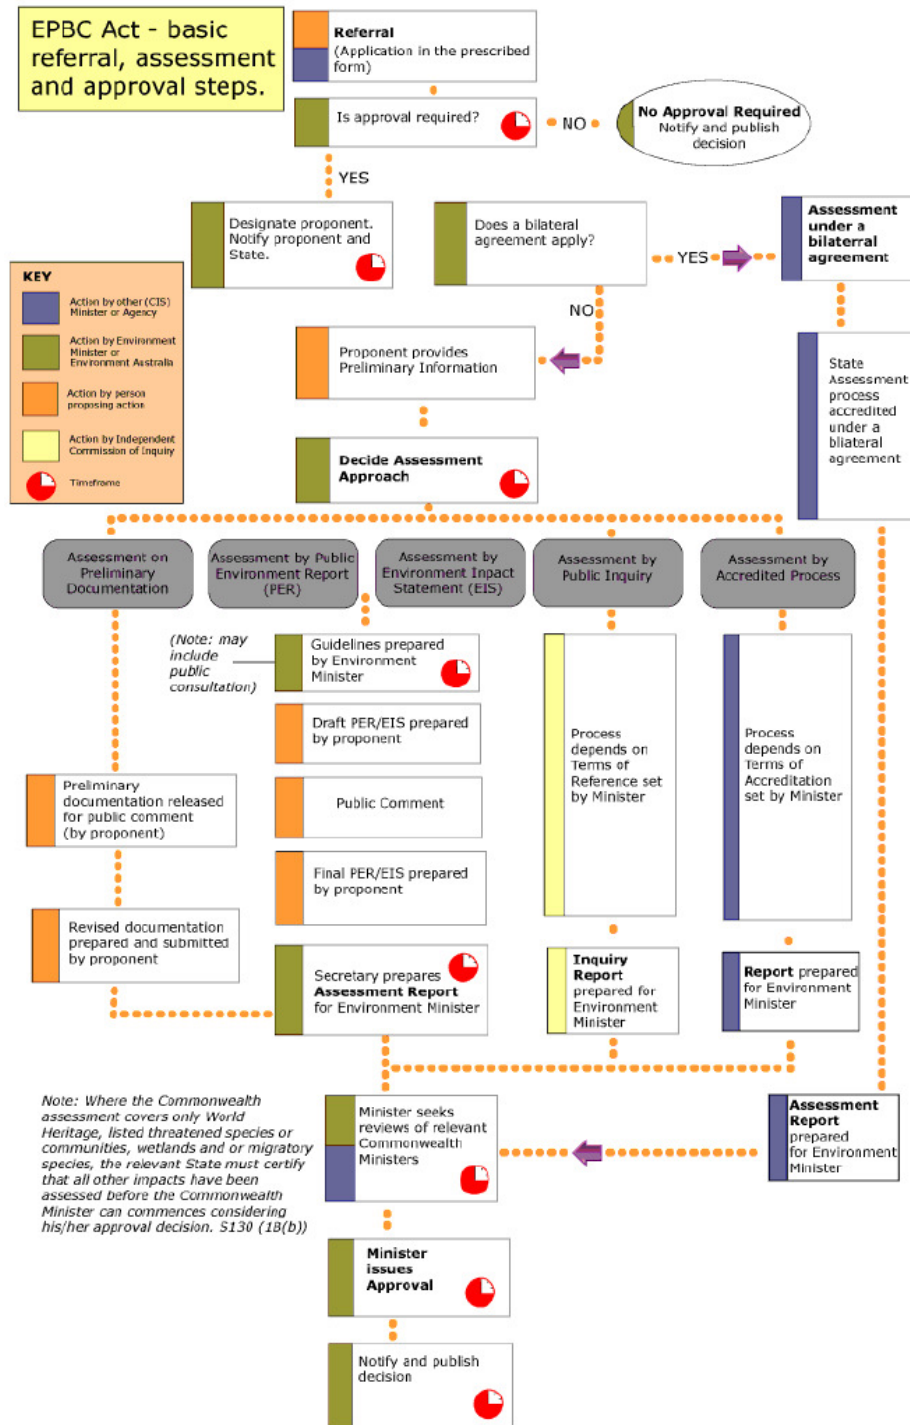 EPBC Act - basic
referral, assessment
and approval steps.
Referral
(Application in the prescribed
form)
Is approval required?
NO
No Approval Required
Notify and publish
decision
YES
Designate proponent.
Notify proponent and
State.
Does a bilateral
agreement apply?
YES
Assessment
under a
bilaterral
agreement
NO
KEY
Action by other (CIS)
Minister or Agency
Action by Environment
Minister or
Environment Australia
Action by person
proposing action
Action by Independent
Commission of Inquiry
Timeframe
Proponent provides
Preliminary Information
State
Assessment
process
accredited
under a
bilateral
agreement
Decide Assessment
Approach
Assessment on
Preliminary
Documentation
Assessment by Public
Environment Report
(PER)
Assessment by
Environment Impact
Statement (EIS)
Assessment by
Public Inquiry
Assessment by
Accredited Process
(Note: may
include
public
consultation)
Guidelines prepared
by Environment
Minister
Draft PER/EIS prepared
by proponent
Public Comment
Final PER/EIS prepared
by proponent
Preliminary
documentation released
for public comment
(by proponent)
Revised documentation
prepared and submitted
by proponent
Secretary prepares
Assessment Report
for Environment Minister
Process
depends on
Terms of
Reference set
by Minister
Process
depends on
Terms of
Accreditation
set by Minister
Inquiry
Report
prepared for
Environment
Minister
Report prepared
for Environment
Minister
Note: Where the Commonwealth
assessment covers only World
Heritage, listed threatened species or
communities, wetlands and or migratory
species, the relevant State must certify
that all other impacts have been
assessed before the Commonwealth
Minister can commences considering
his/her approval decision. S130 (1B(b))
Minister seeks
reviews of relevant
Commonwealth
Ministers
Assessment
Report
prepared
for Environment
Minister
Minister
issues
Approval
Notify and publish
decision